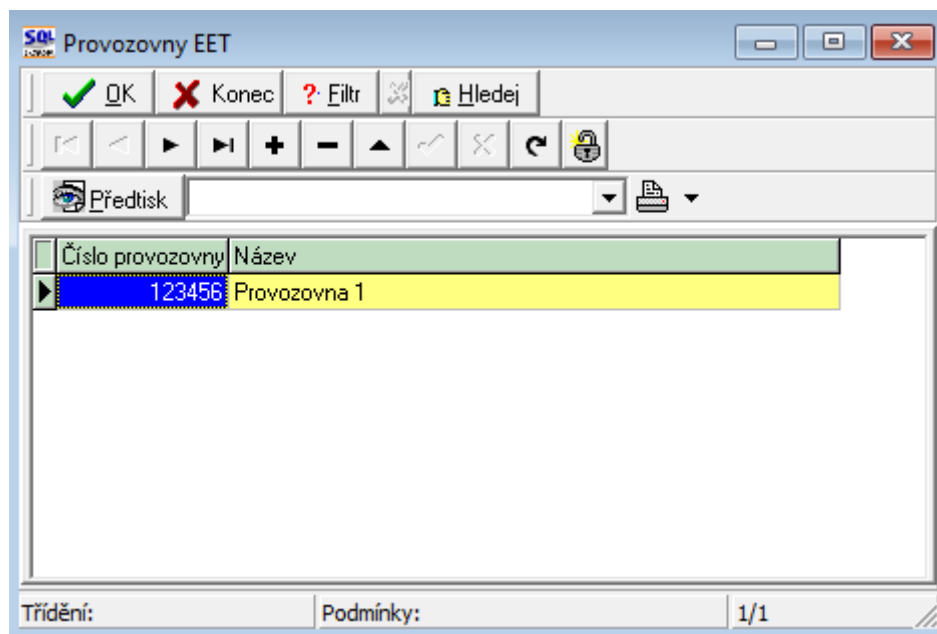 SQL Provozovny EET
OK Konec ? Filtr Hledej
Předtisk
Číslo provozovny Název
123456 Provozovna 1
Třídění: Podmínky: 1/1